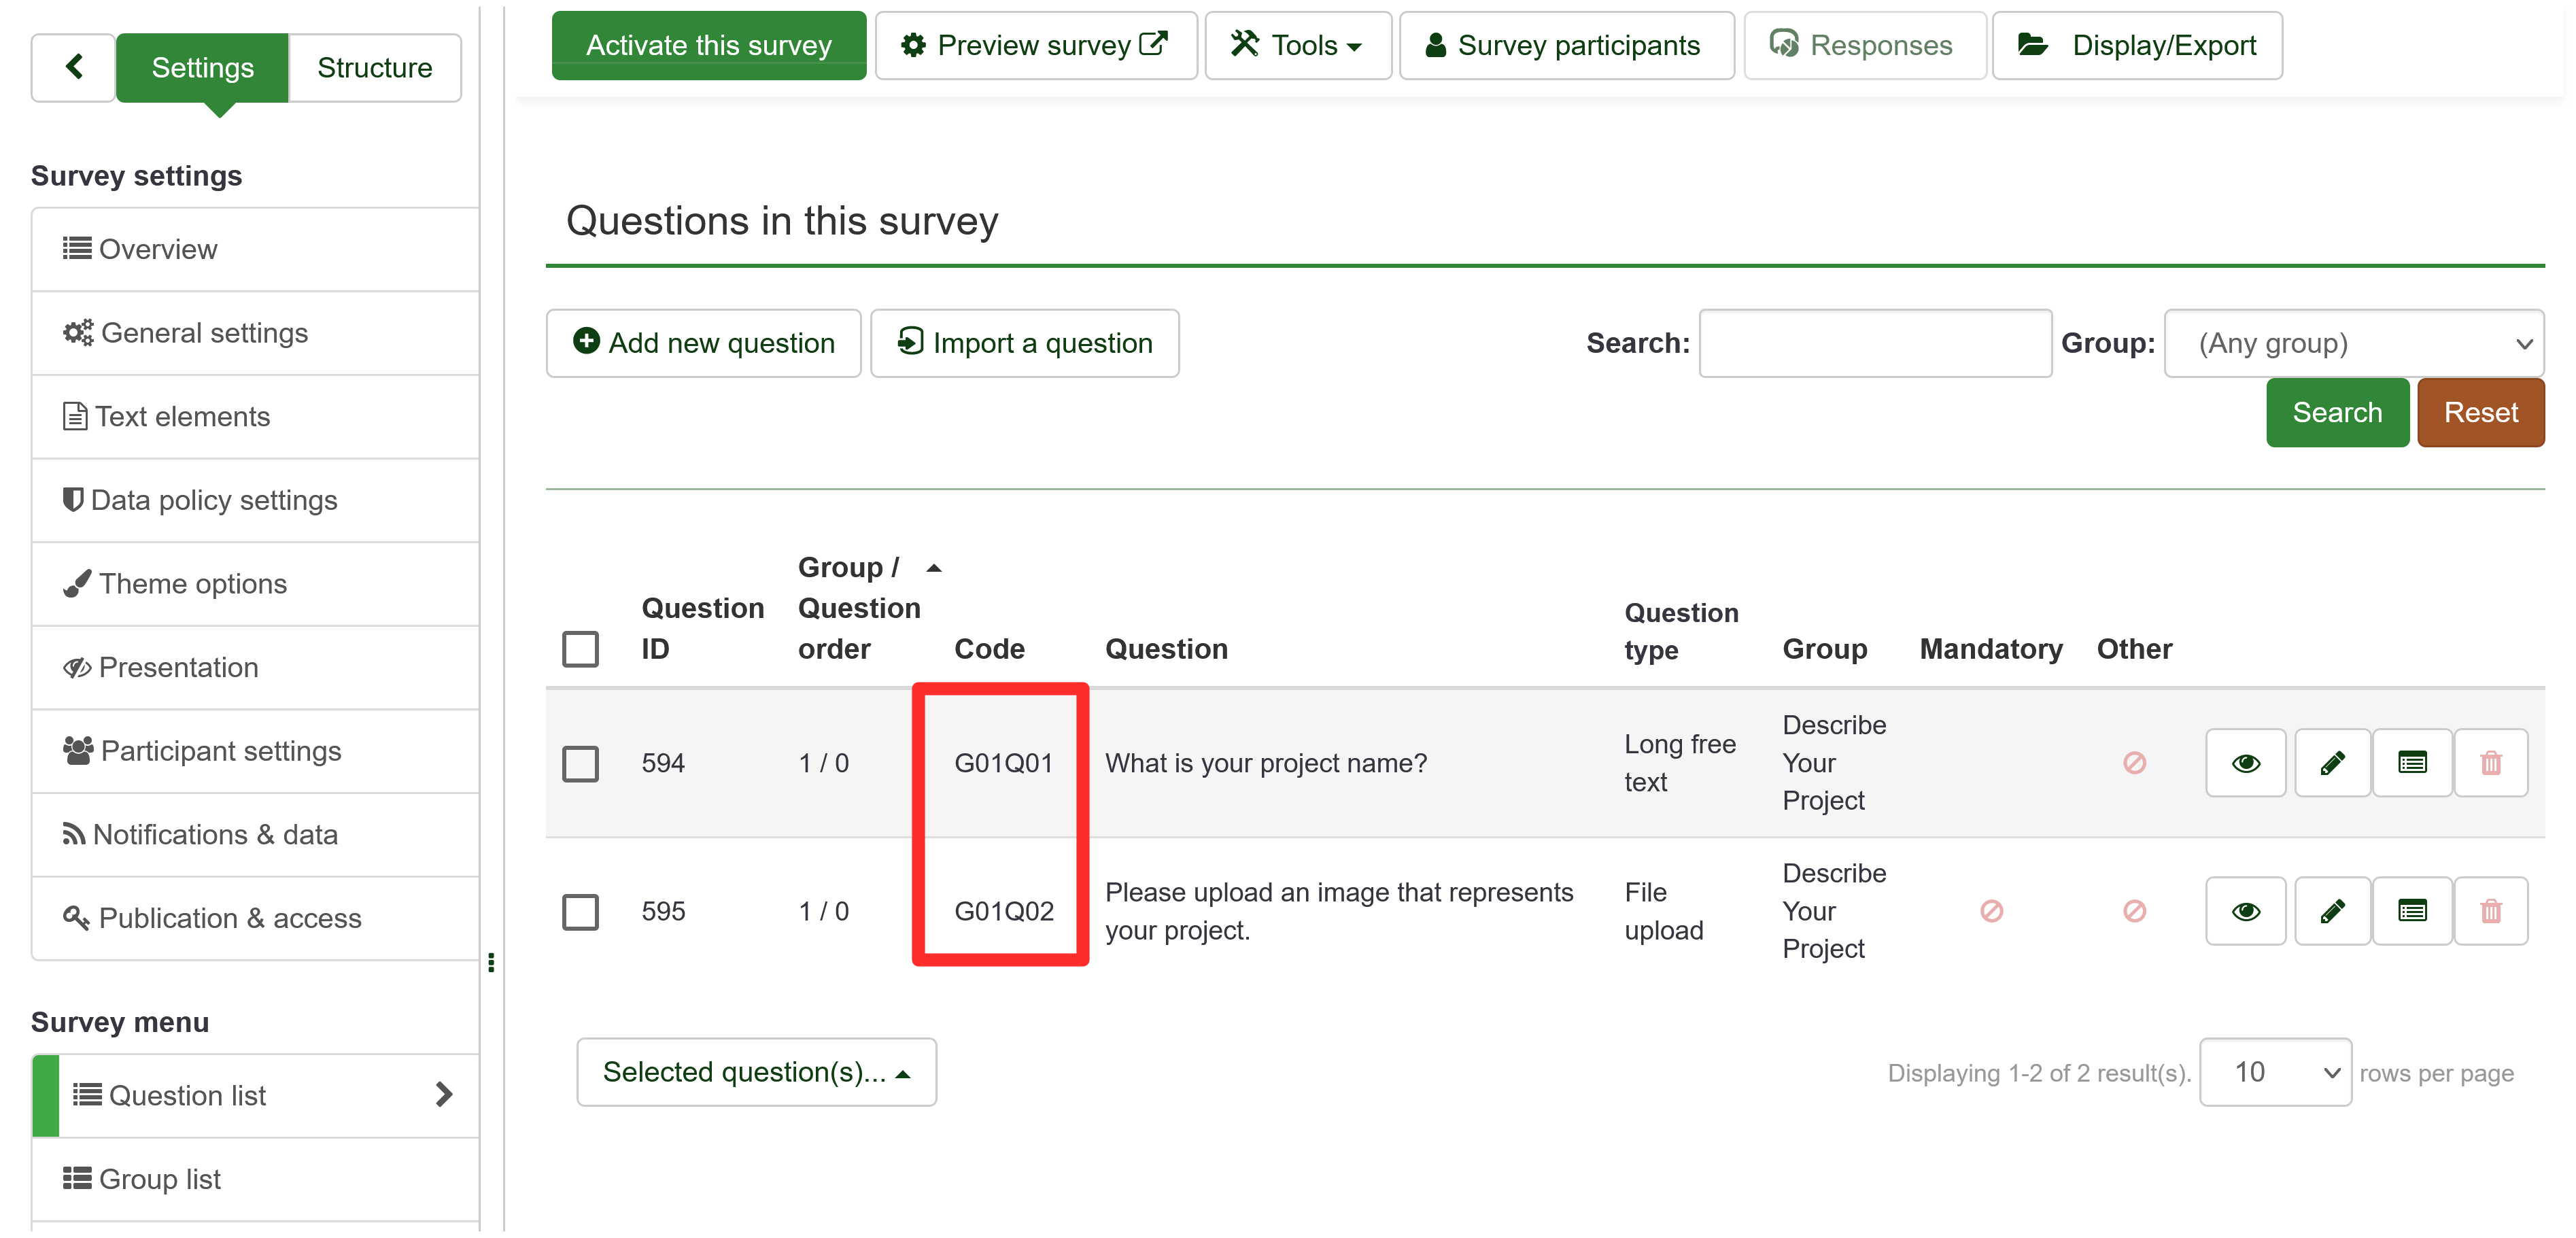 Settings
Structure
Activate this survey
Preview survey
Tools
Survey participants
Responses
Display/Export
Survey settings
Overview
General settings
Text elements
Data policy settings
Theme options
Presentation
Participant settings
Notifications & data
Publication & access
Survey menu
Question list
Group list
Questions in this survey
Add new question
Import a question
Search:
Group:
(Any group)
Search
Reset
Question
ID
Group /
Question
order
Code
Question
Question
type
Group
Mandatory
Other
594
1 / 0
G01Q01
What is your project name?
Long free
text
Describe
Your
Project
595
1 / 0
G01Q02
Please upload an image that represents
your project.
File
upload
Describe
Your
Project
Selected question(s)...
Displaying 1-2 of 2 result(s).
10
rows per page